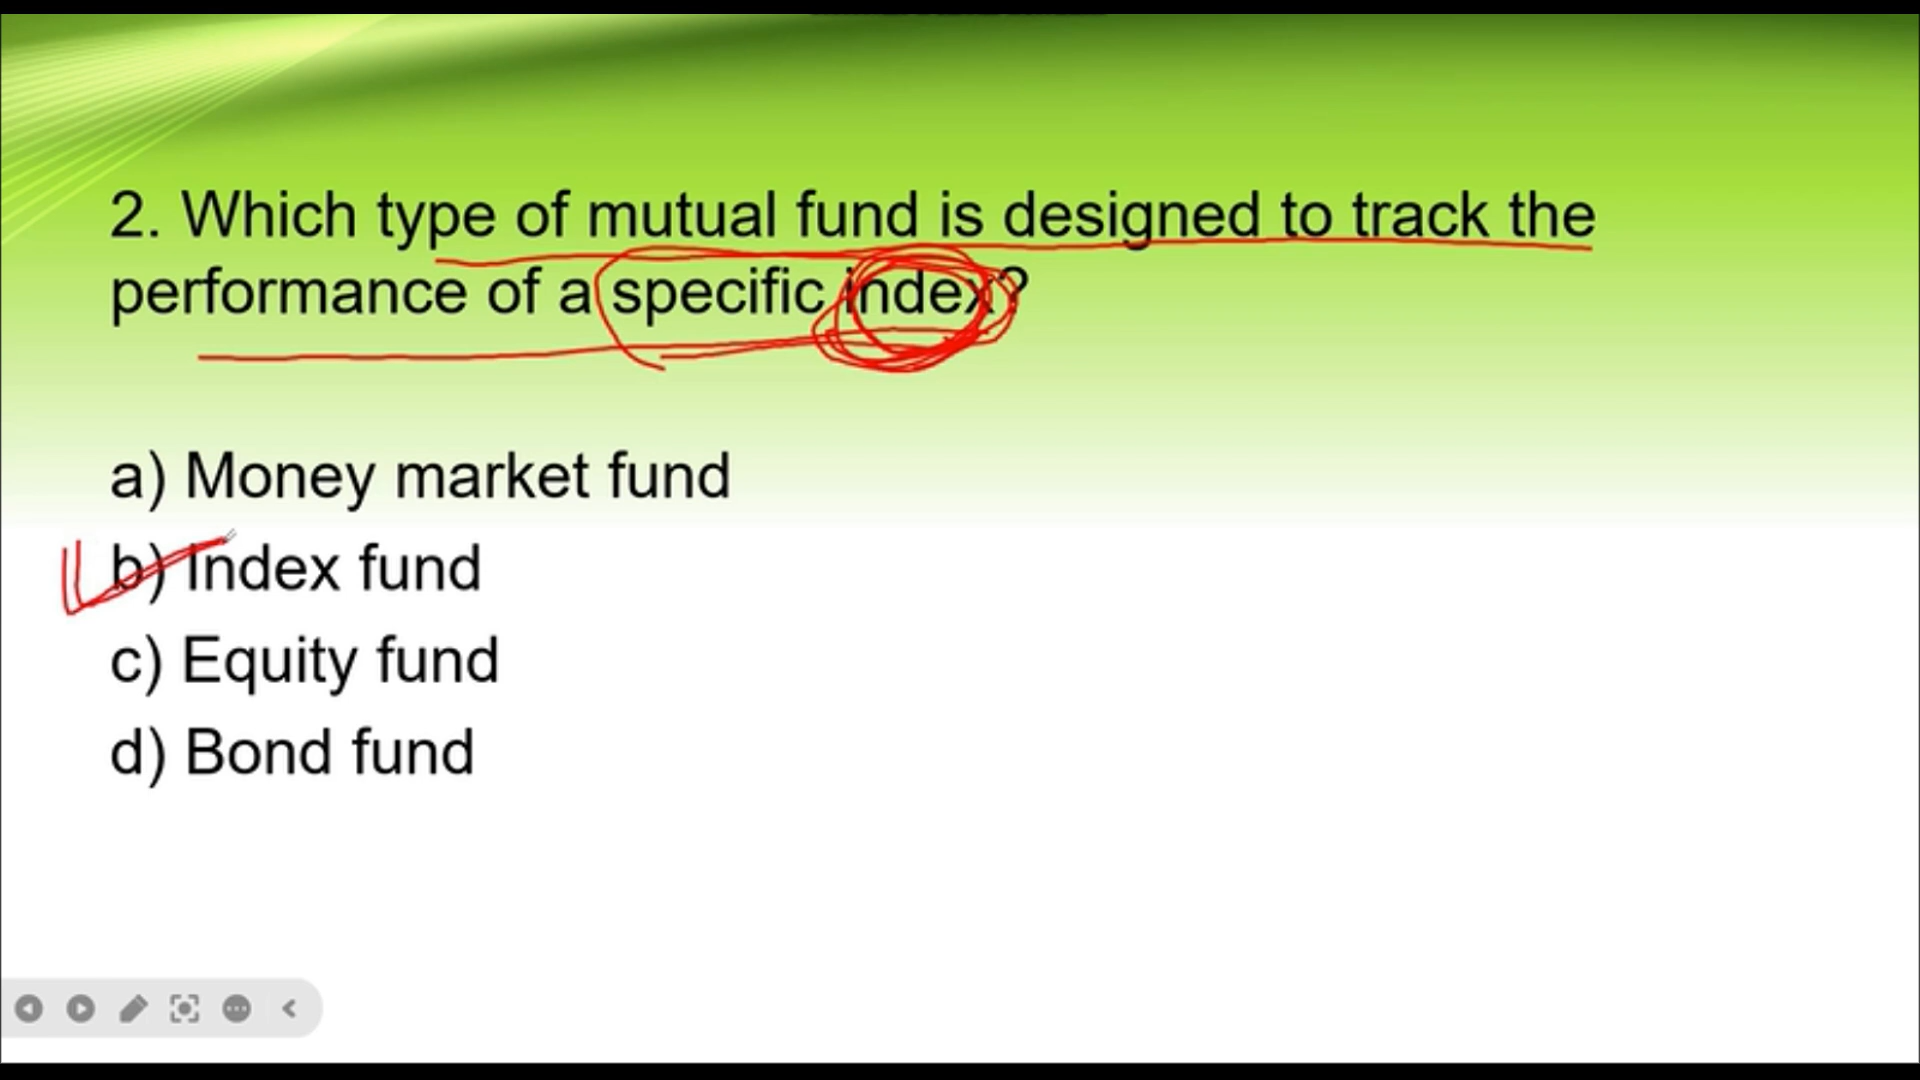 2. Which type of mutual fund is designed to track the
performance of a specific index?
a) Money market fund
b) Index fund
c) Equity fund
d) Bond fund